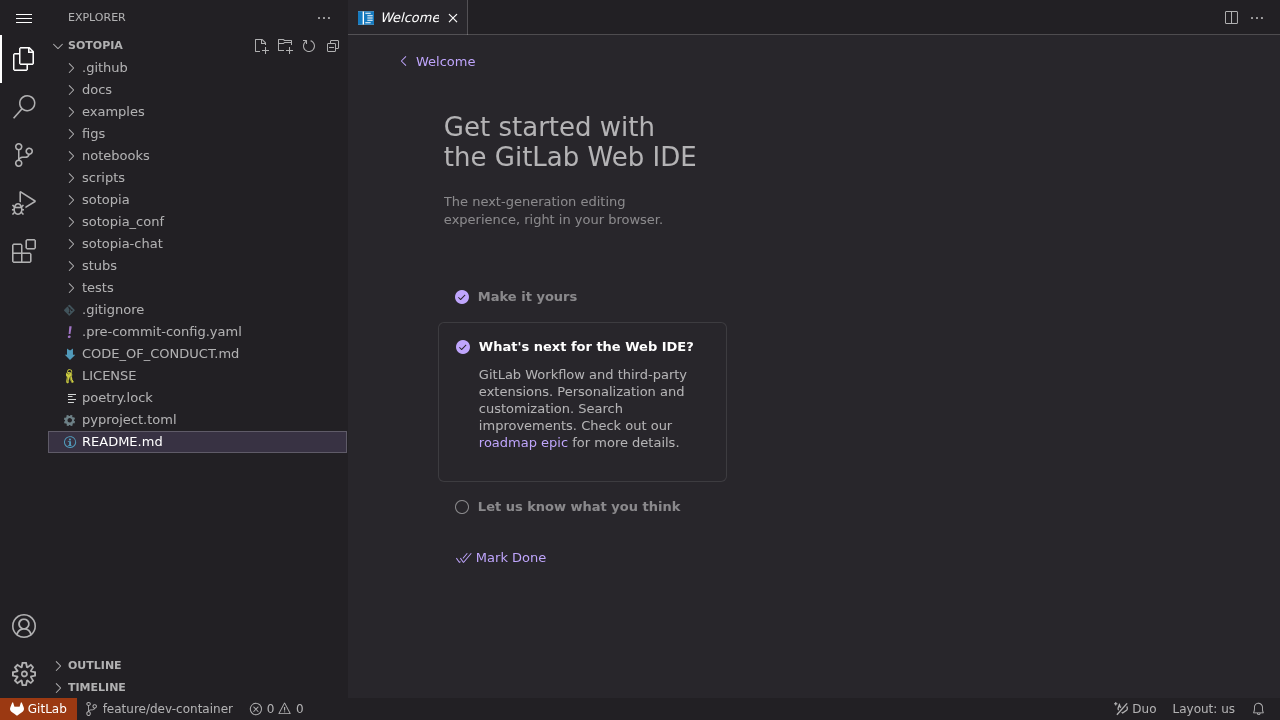 EXPLORER
SOTOPIA
.github
docs
examples
figs
notebooks
scripts
sotopia
sotopia_conf
sotopia-chat
stubs
tests
.gitignore
.pre-commit-config.yaml
CODE_OF_CONDUCT.md
LICENSE
poetry.lock
pyproject.toml
README.md
OUTLINE
TIMELINE
Welcome
Welcome
Get started with
the GitLab Web IDE
The next-generation editing
experience, right in your browser.
Make it yours
What's next for the Web IDE?
GitLab Workflow and third-party
extensions. Personalization and
customization. Search
improvements. Check out our
roadmap epic for more details.
Let us know what you think
Mark Done
GitLab feature/dev-container 0 0 Duo Layout: us